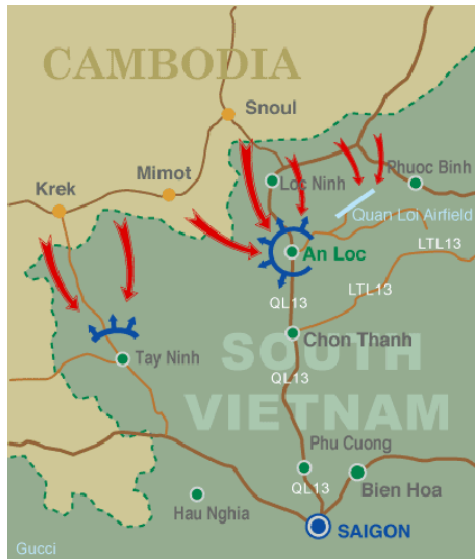 CAMBODIA
Snoul
Mimot
Krek
Loc Ninh
Phuoc Binh
Quan Loi Airfield
An Loc
LTL13
LTL13
QL13
Chon Thanh
Tay Ninh
SOUTH
VIETNAM
QL13
Phu Cuong
QL13
Bien Hoa
Hau Nghia
SAIGON
Gucci